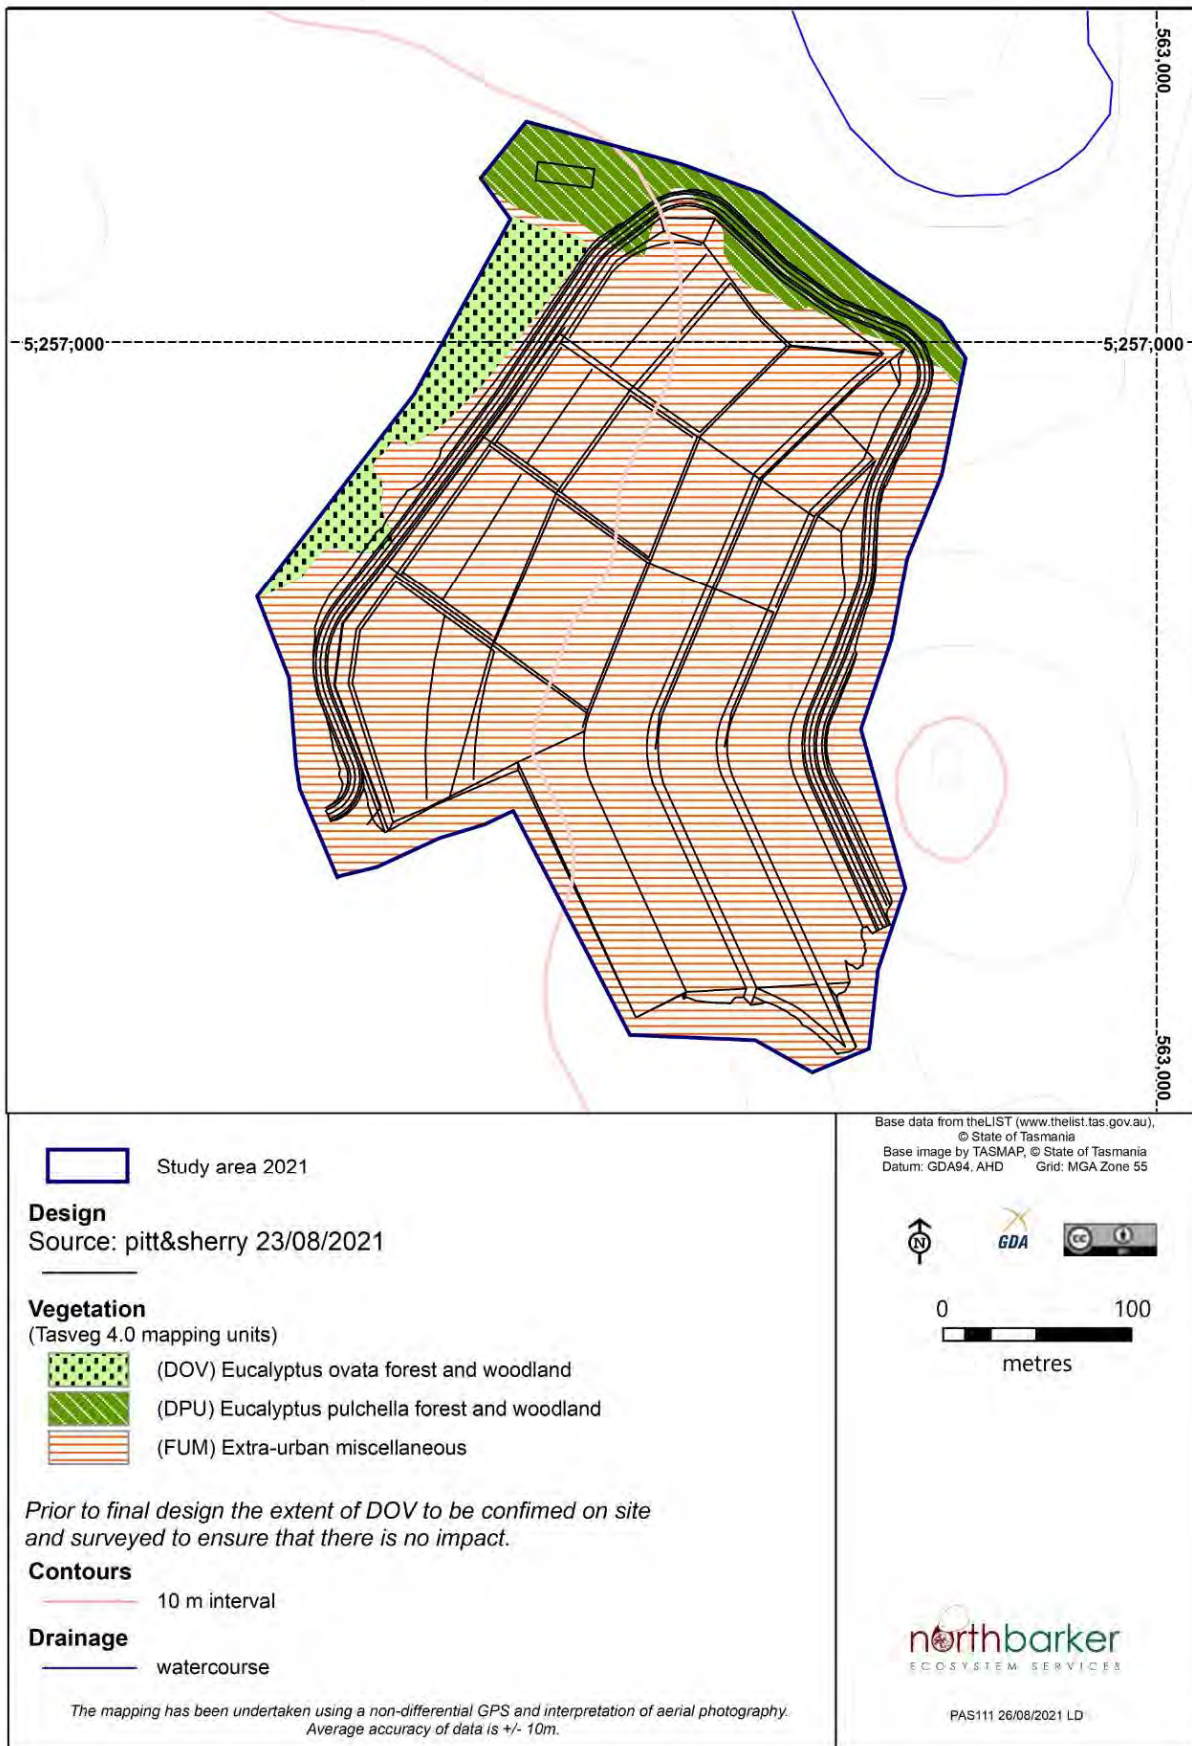 563,000
5,257,000
5,257,000
563,000
Study area 2021
Design
Source: pitt&sherry 23/08/2021
Vegetation
(Tasveg 4.0 mapping units)
(DOV) Eucalyptus ovata forest and woodland
(DPU) Eucalyptus pulchella forest and woodland
(FUM) Extra-urban miscellaneous
Prior to final design the extent of DOV to be confimed on site
and surveyed to ensure that there is no impact.
Contours
10 m interval
Drainage
watercourse
The mapping has been undertaken using a non-differential GPS and interpretation of aerial photography.
Average accuracy of data is +/- 10m.
Base data from theLIST (www.thelist.tas.gov.au),
© State of Tasmania
Base image by TASMAP, © State of Tasmania
Datum: GDA94. AHD Grid: MGA Zone 55
N
GDA
cc
0 100
metres
northbarker
ECOSYSTEM SERVICES
PAS111 26/08/2021 LD